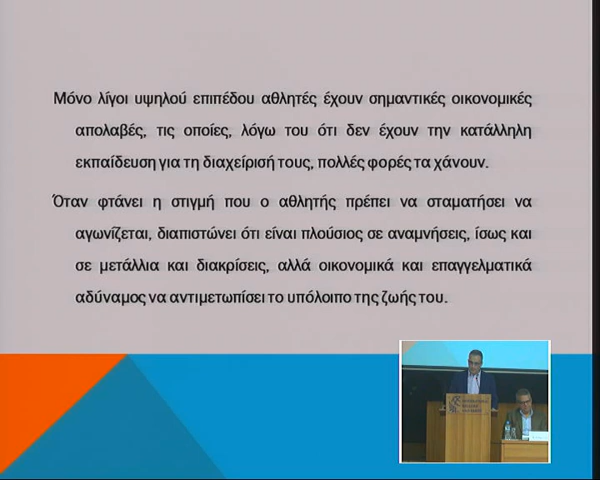 Μόνο λίγοι υψηλού επιπέδου αθλητές έχουν σημαντικές οικονομικές
απολαβές, τις οποίες, λόγω του ότι δεν έχουν την κατάλληλη
εκπαίδευση για τη διαχείρισή τους, πολλές φορές τα χάνουν.
Όταν φτάνει η στιγμή που ο αθλητής πρέπει να σταματήσει να
αγωνίζεται, διαπιστώνει ότι είναι πλούσιος σε αναμνήσεις, ίσως και
σε μετάλλια και διακρίσεις, αλλά οικονομικά και επαγγελματικά
αδύναμος να αντιμετωπίσει το υπόλοιπο της ζωής του.